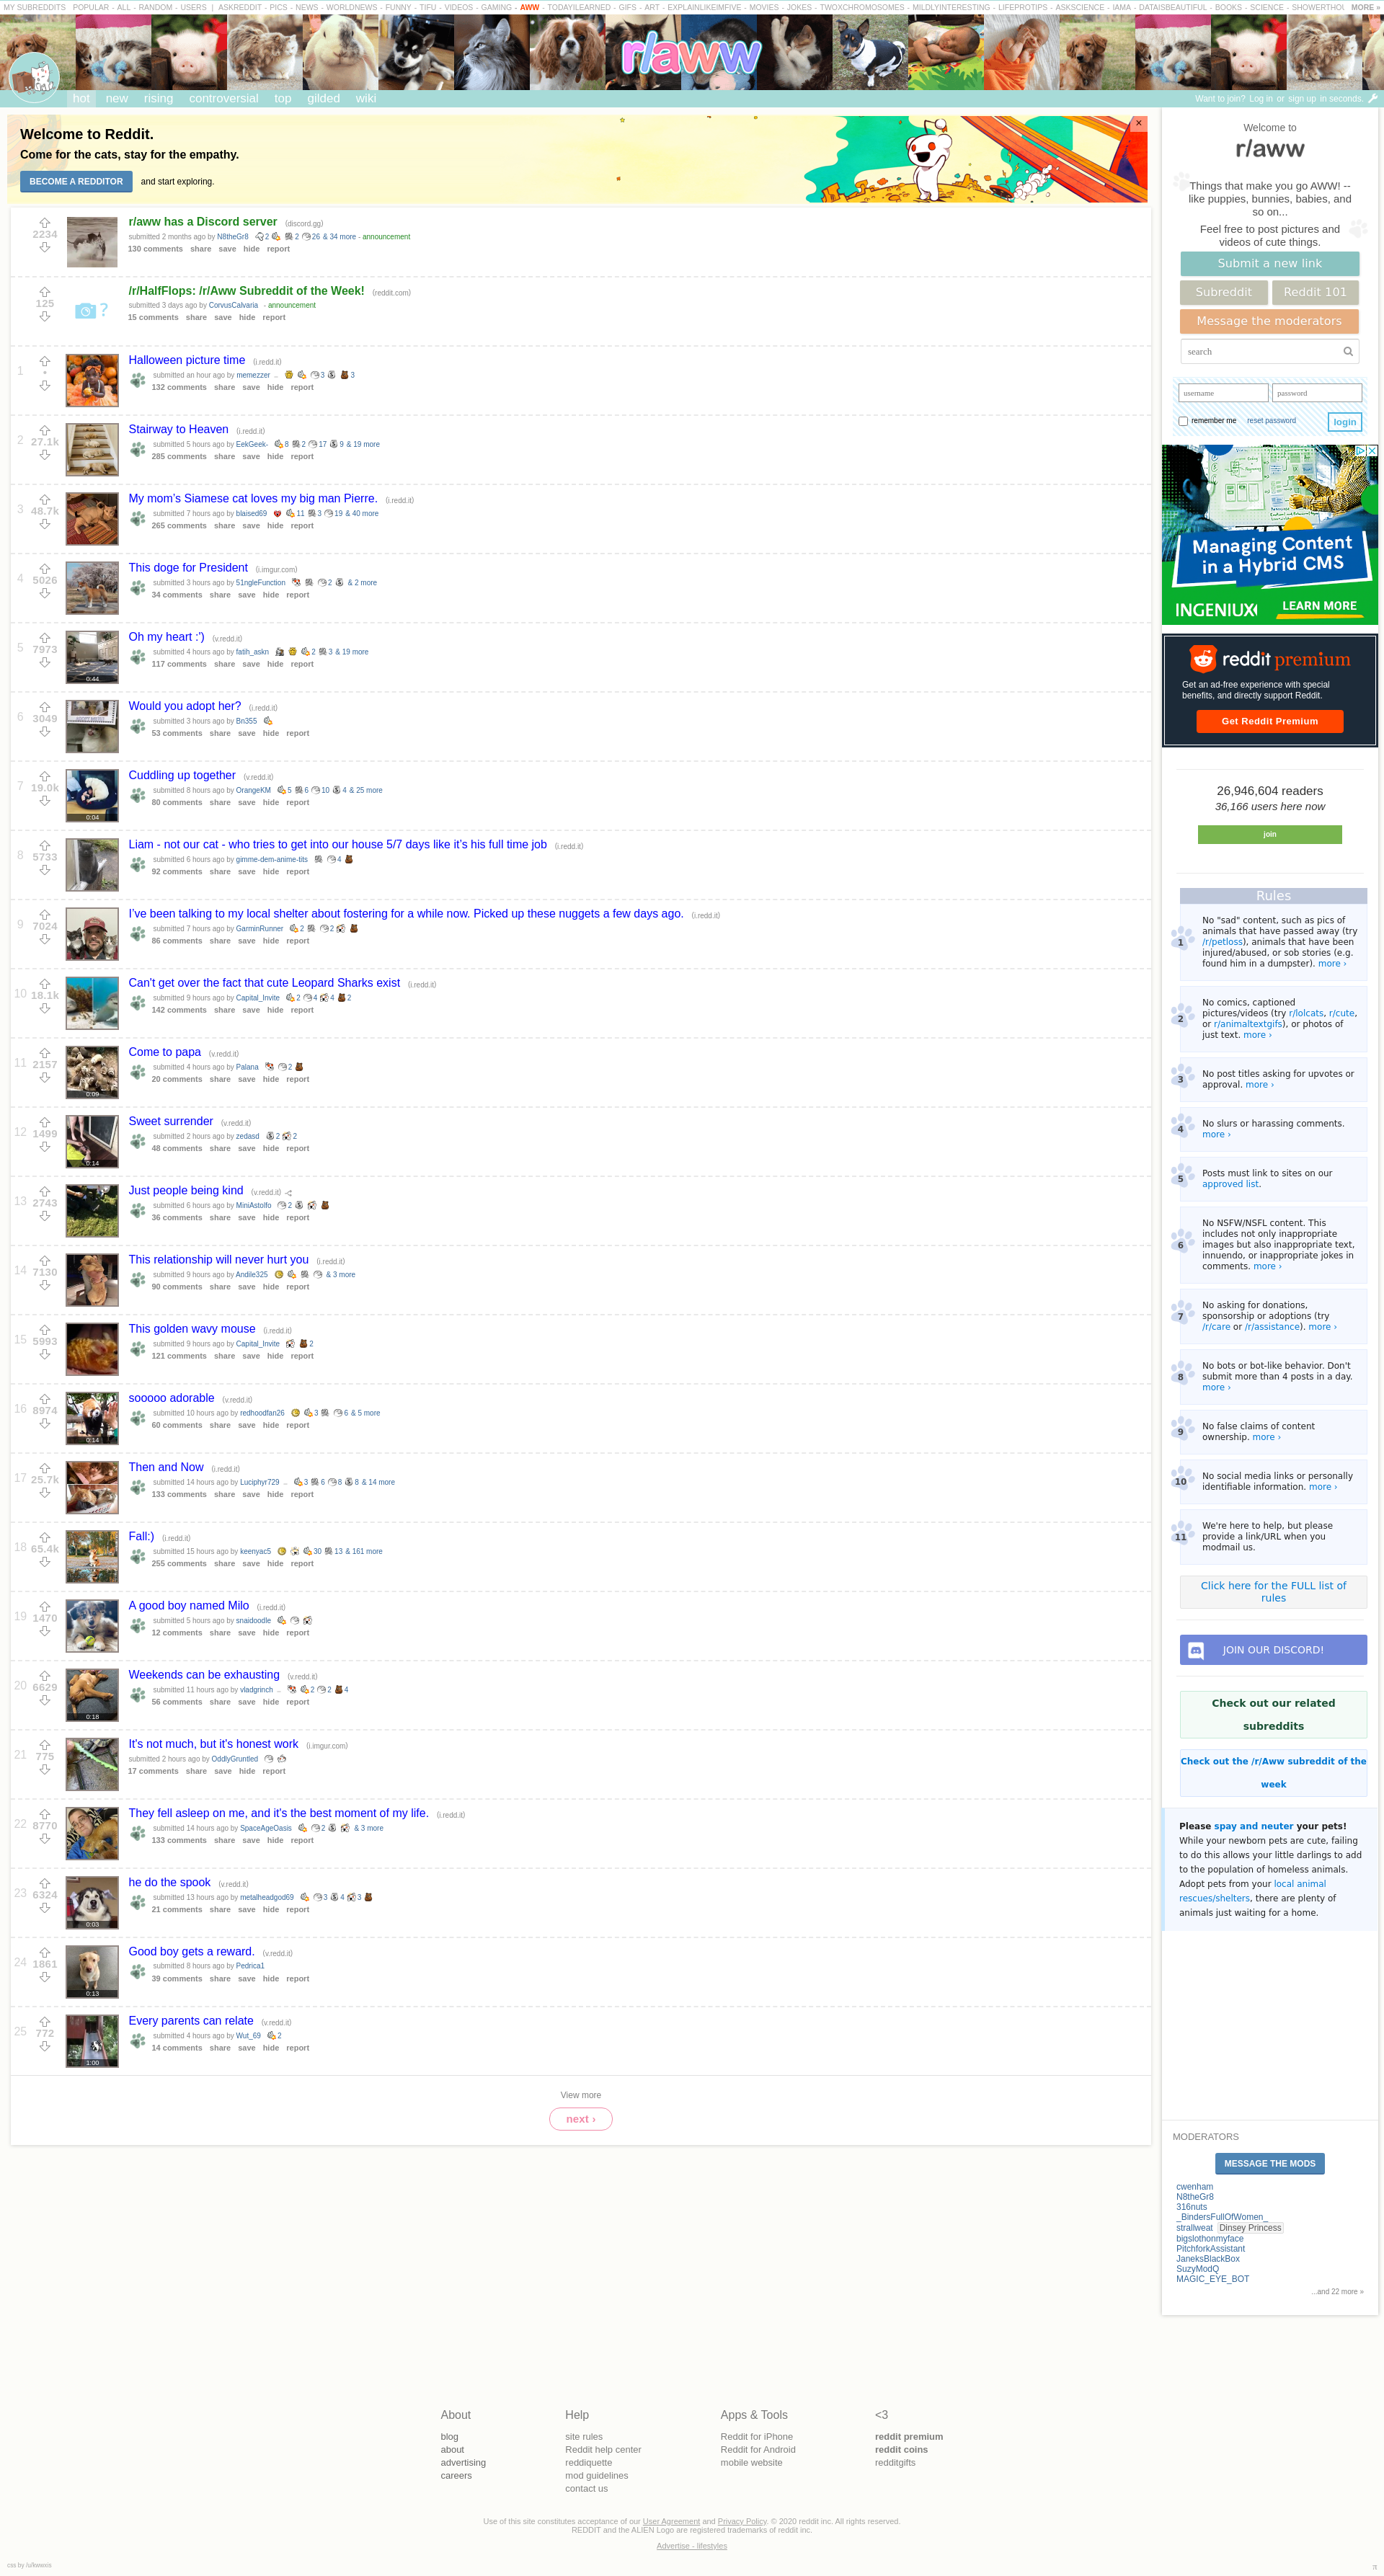 MY SUBREDDITS POPULAR - ALL - RANDOM - USERS | ASKREDDIT - PICS - NEWS - WORLDNEWS - FUNNY - TIFU - VIDEOS - GAMING - AWW - TODAYILEARNED - GIFS - ART - EXPLAINLIKEIMFIVE - MOVIES - JOKES - TWOXCHROMOSOMES - MILDLYINTERESTING - LIFEPROTIPS - ASKSCIENCE - IAMA - DATAISBEAUTIFUL - BOOKS - SCIENCE - SHOWERTHOU MORE »
r/aww
hot new rising controversial top gilded wiki
Want to join? Log in or sign up in seconds.
Welcome to Reddit.
Come for the cats, stay for the empathy.
BECOME A REDDITOR and start exploring.
×
2234
r/aww has a Discord server (discord.gg)
submitted 2 months ago by N8theGr8 2 2 26 & 34 more - announcement
130 comments share save hide report
125
/r/HalfFlops: /r/Aww Subreddit of the Week! (reddit.com)
submitted 3 days ago by CorvusCalvaria - announcement
15 comments share save hide report
1
•
Halloween picture time (i.redd.it)
submitted an hour ago by memezzer .. 3 3
132 comments share save hide report
2
27.1k
Stairway to Heaven (i.redd.it)
submitted 5 hours ago by EekGeek- 8 2 17 9 & 19 more
285 comments share save hide report
3
48.7k
My mom's Siamese cat loves my big man Pierre. (i.redd.it)
submitted 7 hours ago by blaised69 11 3 19 & 40 more
265 comments share save hide report
4
5026
This doge for President (i.imgur.com)
submitted 3 hours ago by 51ngleFunction 2 & 2 more
34 comments share save hide report
5
7973
0:44
Oh my heart :') (v.redd.it)
submitted 4 hours ago by fatih_askn 2 3 & 19 more
117 comments share save hide report
6
3049
Would you adopt her? (i.redd.it)
submitted 3 hours ago by Bn355
53 comments share save hide report
7
19.0k
0:04
Cuddling up together (v.redd.it)
submitted 8 hours ago by OrangeKM 5 6 10 4 & 25 more
80 comments share save hide report
8
5733
Liam - not our cat - who tries to get into our house 5/7 days like it's his full time job (i.redd.it)
submitted 6 hours ago by gimme-dem-anime-tits 4
92 comments share save hide report
9
7024
I've been talking to my local shelter about fostering for a while now. Picked up these nuggets a few days ago. (i.redd.it)
submitted 7 hours ago by GarminRunner 2 2
86 comments share save hide report
10
18.1k
Can't get over the fact that cute Leopard Sharks exist (i.redd.it)
submitted 9 hours ago by Capital_Invite 2 4 4 2
142 comments share save hide report
11
2157
0:09
Come to papa (v.redd.it)
submitted 4 hours ago by Palana 2
20 comments share save hide report
12
1499
0:14
Sweet surrender (v.redd.it)
submitted 2 hours ago by zedasd 2 2
48 comments share save hide report
13
2743
Just people being kind (v.redd.it)
submitted 6 hours ago by MiniAstolfo 2
36 comments share save hide report
14
7130
This relationship will never hurt you (i.redd.it)
submitted 9 hours ago by Andile325 & 3 more
90 comments share save hide report
15
5993
This golden wavy mouse (i.redd.it)
submitted 9 hours ago by Capital_Invite 2
121 comments share save hide report
16
8974
0:14
sooooo adorable (v.redd.it)
submitted 10 hours ago by redhoodfan26 3 6 & 5 more
60 comments share save hide report
17
25.7k
Then and Now (i.redd.it)
submitted 14 hours ago by Luciphyr729 .. 3 6 8 8 & 14 more
133 comments share save hide report
18
65.4k
Fall:) (i.redd.it)
submitted 15 hours ago by keenyac5 30 13 & 161 more
255 comments share save hide report
19
1470
A good boy named Milo (i.redd.it)
submitted 5 hours ago by snaidoodle
12 comments share save hide report
20
6629
0:18
Weekends can be exhausting (v.redd.it)
submitted 11 hours ago by vladgrinch .. 2 2 4
56 comments share save hide report
21
775
It's not much, but it's honest work (i.imgur.com)
submitted 2 hours ago by OddlyGruntled
17 comments share save hide report
22
8770
They fell asleep on me, and it's the best moment of my life. (i.redd.it)
submitted 14 hours ago by SpaceAgeOasis 2 & 3 more
133 comments share save hide report
23
6324
0:03
he do the spook (v.redd.it)
submitted 13 hours ago by metalheadgod69 3 4 3
21 comments share save hide report
24
1861
0:13
Good boy gets a reward. (v.redd.it)
submitted 8 hours ago by Pedrica1
39 comments share save hide report
25
772
1:00
Every parents can relate (v.redd.it)
submitted 4 hours ago by Wut_69 2
14 comments share save hide report
View more
next ›
Welcome to
r/aww
Things that make you go AWW! --
like puppies, bunnies, babies, and
so on...
Feel free to post pictures and
videos of cute things.
Submit a new link
Subreddit Reddit 101
Message the moderators
search
username password
remember me reset password login
Managing Content
in a Hybrid CMS
INGENIUX LEARN MORE
reddit premium
Get an ad-free experience with special
benefits, and directly support Reddit.
Get Reddit Premium
26,946,604 readers
36,166 users here now
join
Rules
1 No "sad" content, such as pics of
animals that have passed away (try
/r/petloss), animals that have been
injured/abused, or sob stories (e.g.
found him in a dumpster). more ›
2 No comics, captioned
pictures/videos (try r/lolcats, r/cute,
or r/animaltextgifs), or photos of
just text. more ›
3 No post titles asking for upvotes or
approval. more ›
4 No slurs or harassing comments.
more ›
5 Posts must link to sites on our
approved list.
6 No NSFW/NSFL content. This
includes not only inappropriate
images but also inappropriate text,
innuendo, or inappropriate jokes in
comments. more ›
7 No asking for donations,
sponsorship or adoptions (try
/r/care or /r/assistance). more ›
8 No bots or bot-like behavior. Don't
submit more than 4 posts in a day.
more ›
9 No false claims of content
ownership. more ›
10 No social media links or personally
identifiable information. more ›
11 We're here to help, but please
provide a link/URL when you
modmail us.
Click here for the FULL list of
rules
JOIN OUR DISCORD!
Check out our related
subreddits
Check out the /r/Aww subreddit of the
week
Please spay and neuter your pets!
While your newborn pets are cute, failing
to do this allows your little darlings to add
to the population of homeless animals.
Adopt pets from your local animal
rescues/shelters, there are plenty of
animals just waiting for a home.
MODERATORS
MESSAGE THE MODS
cwenham
N8theGr8
316nuts
_BindersFullOfWomen_
strallweat Dinsey Princess
bigslothonmyface
PitchforkAssistant
JaneksBlackBox
SuzyModQ
MAGIC_EYE_BOT
...and 22 more »
About
blog
about
advertising
careers
Help
site rules
Reddit help center
reddiquette
mod guidelines
contact us
Apps & Tools
Reddit for iPhone
Reddit for Android
mobile website
<3
reddit premium
reddit coins
redditgifts
Use of this site constitutes acceptance of our User Agreement and Privacy Policy. © 2020 reddit inc. All rights reserved.
REDDIT and the ALIEN Logo are registered trademarks of reddit inc.
Advertise - lifestyles
π